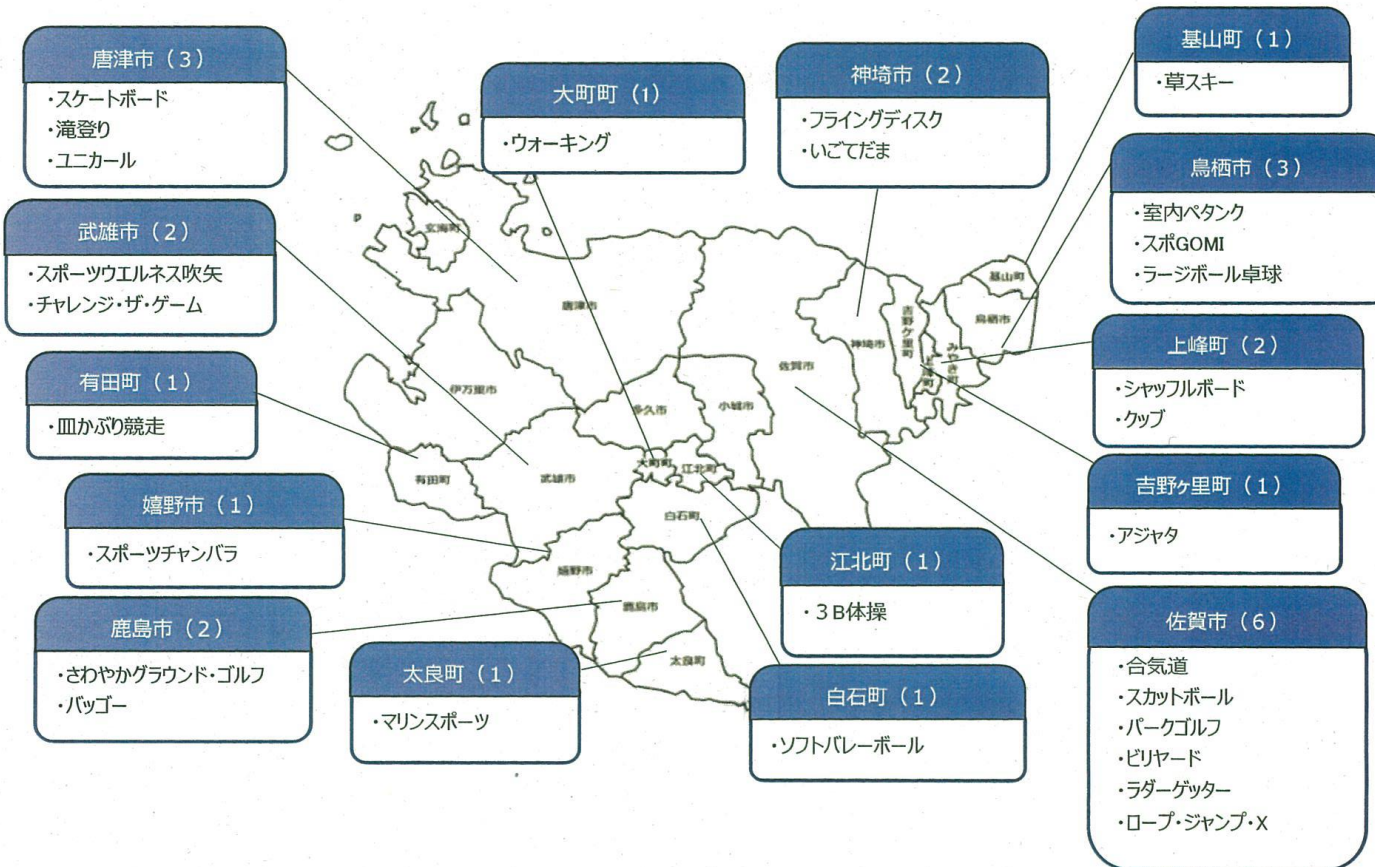 唐津市（3）
・スケートボード
・滝登り
・ユニカール
大町町（1）
・ウォーキング
神埼市（2）
・フライングディスク
・いごてだま
基山町（1）
・草スキー
鳥栖市（3）
・室内ペタンク
・スポGOMI
・ラージボール卓球
武雄市（2）
・スポーツウエルネス吹矢
・チャレンジ・ザ・ゲーム
上峰町（2）
・シャッフルボード
・クッブ
有田町（1）
・皿かぶり競走
吉野ヶ里町（1）
・アジャタ
嬉野市（1）
・スポーツチャンバラ
江北町（1）
・３B体操
鹿島市（2）
・さわやかグラウンド・ゴルフ
・バッゴー
太良町（1）
・マリンスポーツ
白石町（1）
・ソフトバレーボール
佐賀市（6）
・合気道
・スカットボール
・パークゴルフ
・ビリヤード
・ラダーゲッター
・ロープ・ジャンプ・X
玄海町
唐津市
伊万里市
有田町
武雄市
多久市
小城市
大町町
江北町
白石町
嬉野市
鹿島市
太良町
佐賀市
神埼市
吉野ケ里町
上峰町
みやき町
鳥栖市
基山町